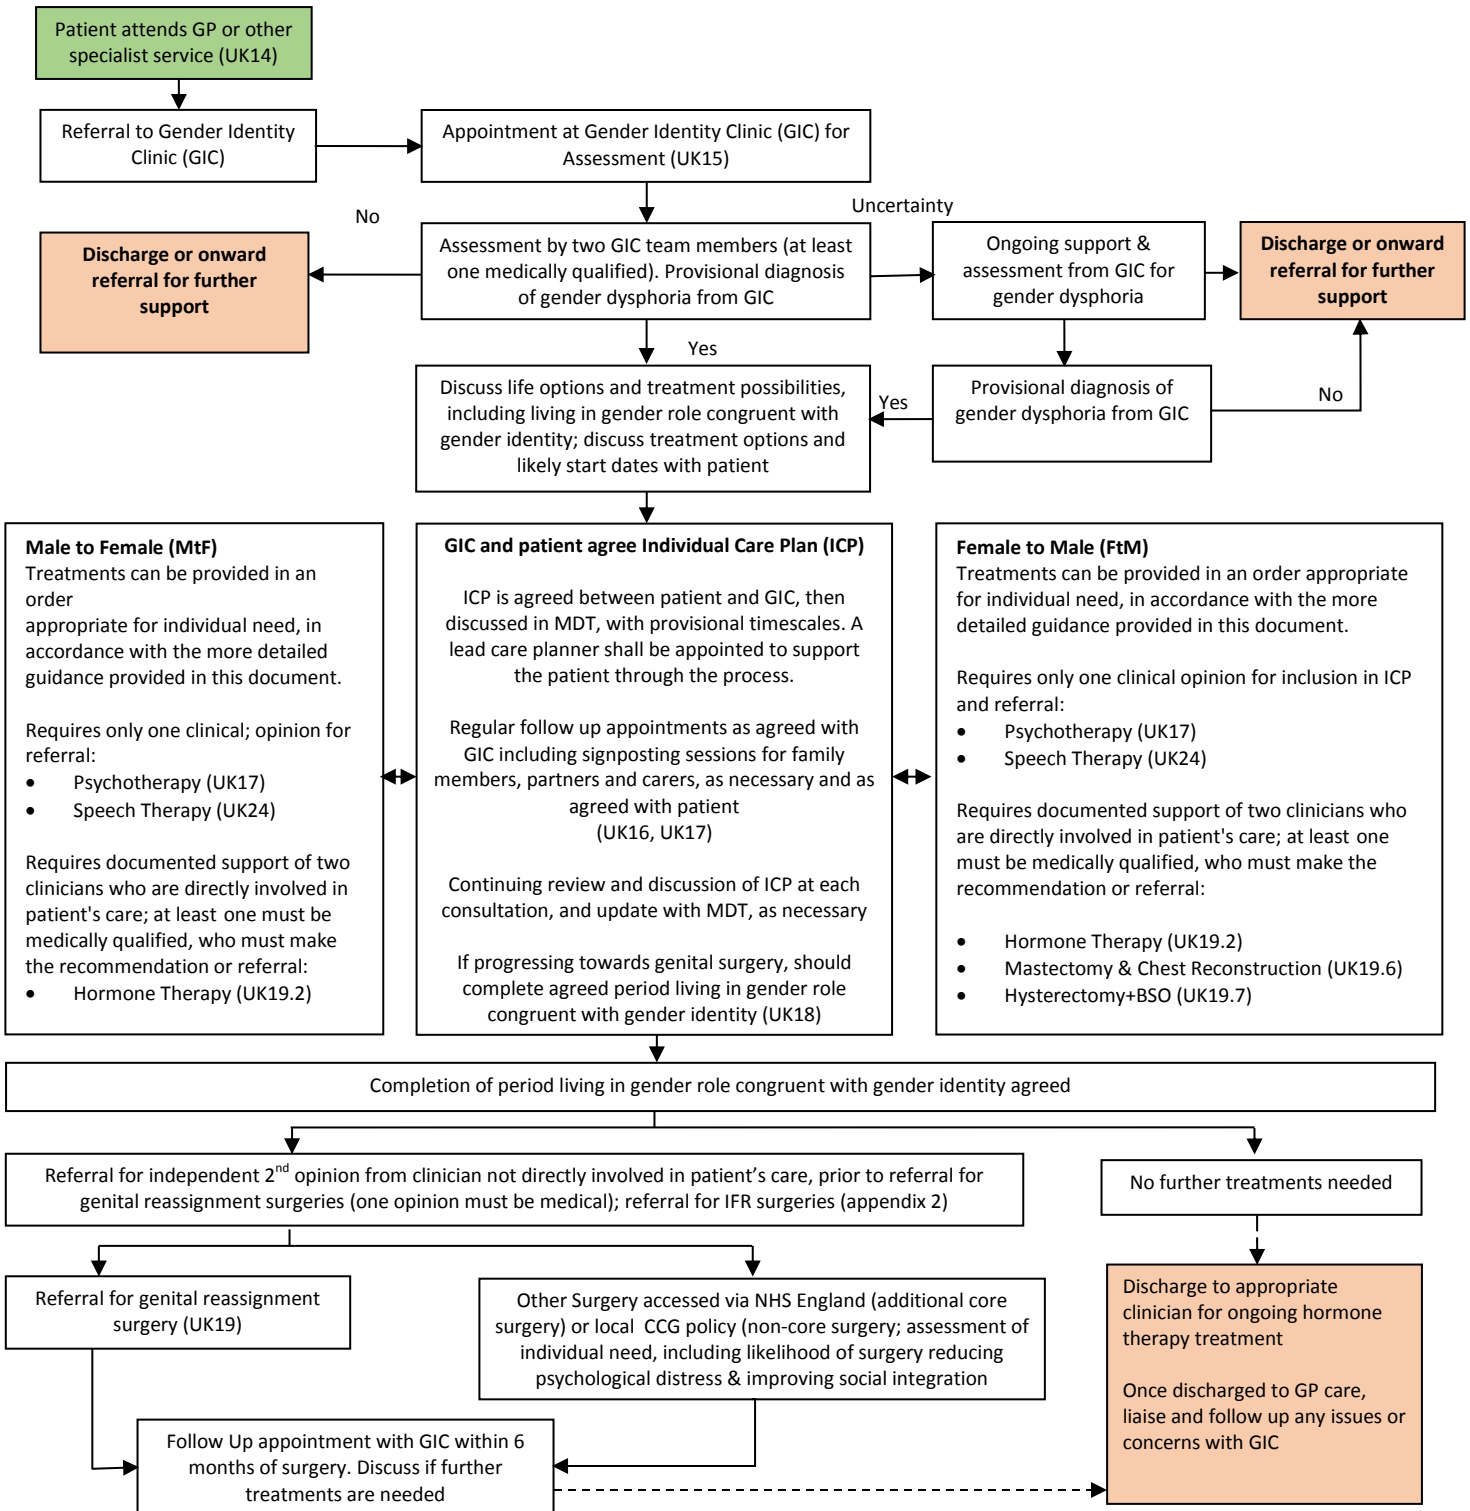 Patient attends GP or other
specialist service (UK14)
Referral to Gender Identity
Clinic (GIC)
Appointment at Gender Identity Clinic (GIC) for
Assessment (UK15)
No
Uncertainty
Discharge or onward
referral for further
support
Assessment by two GIC team members (at least
one medically qualified). Provisional diagnosis
of gender dysphoria from GIC
Ongoing support &
assessment from GIC for
gender dysphoria
Discharge or onward
referral for further
support
Yes
Discuss life options and treatment possibilities,
including living in gender role congruent with
gender identity; discuss treatment options and
likely start dates with patient
Yes
Provisional diagnosis of
gender dysphoria from GIC
No
Male to Female (MtF)
Treatments can be provided in an
order
appropriate for individual need, in
accordance with the more detailed
guidance provided in this document.
Requires only one clinical; opinion for
referral:
• Psychotherapy (UK17)
• Speech Therapy (UK24)
Requires documented support of two
clinicians who are directly involved in
patient's care; at least one must be
medically qualified, who must make
the recommendation or referral:
• Hormone Therapy (UK19.2)
GIC and patient agree Individual Care Plan (ICP)
ICP is agreed between patient and GIC, then
discussed in MDT, with provisional timescales. A
lead care planner shall be appointed to support
the patient through the process.
Regular follow up appointments as agreed with
GIC including signposting sessions for family
members, partners and carers, as necessary and as
agreed with patient
(UK16, UK17)
Continuing review and discussion of ICP at each
consultation, and update with MDT, as necessary
If progressing towards genital surgery, should
complete agreed period living in gender role
congruent with gender identity (UK18)
Female to Male (FtM)
Treatments can be provided in an order appropriate
for individual need, in accordance with the more
detailed guidance provided in this document.
Requires only one clinical opinion for inclusion in ICP
and referral:
• Psychotherapy (UK17)
• Speech Therapy (UK24)
Requires documented support of two clinicians who
are directly involved in patient's care; at least one
must be medically qualified, who must make the
recommendation or referral:
• Hormone Therapy (UK19.2)
• Mastectomy & Chest Reconstruction (UK19.6)
• Hysterectomy+BSO (UK19.7)
Completion of period living in gender role congruent with gender identity agreed
Referral for independent 2nd opinion from clinician not directly involved in patient’s care, prior to referral for
genital reassignment surgeries (one opinion must be medical); referral for IFR surgeries (appendix 2)
No further treatments needed
Referral for genital reassignment
surgery (UK19)
Other Surgery accessed via NHS England (additional core
surgery) or local CCG policy (non-core surgery; assessment of
individual need, including likelihood of surgery reducing
psychological distress & improving social integration
Discharge to appropriate
clinician for ongoing hormone
therapy treatment
Once discharged to GP care,
liaise and follow up any issues or
concerns with GIC
Follow Up appointment with GIC within 6
months of surgery. Discuss if further
treatments are needed